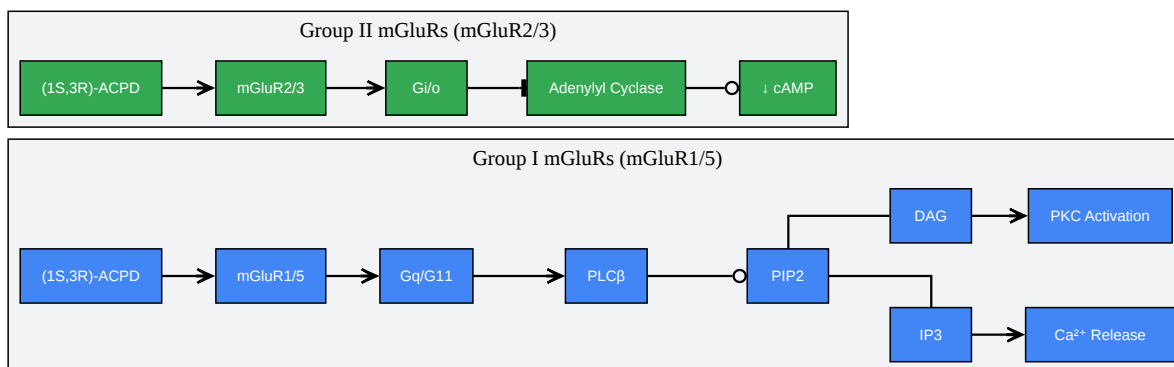 Group II mGluRs (mGluR2/3)
(1S,3R)-ACPD
mGluR2/3
Gi/o
Adenylyl Cyclase
↓ cAMP
Group I mGluRs (mGluR1/5)
DAG
PKC Activation
(1S,3R)-ACPD
mGluR1/5
Gq/G11
PLCβ
PIP2
IP3
Ca²⁺ Release